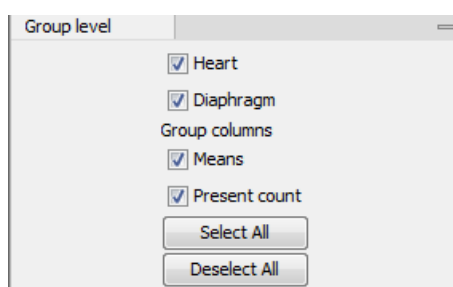 Group level
Heart
Diaphragm
Group columns
Means
Present count
Select All
Deselect All